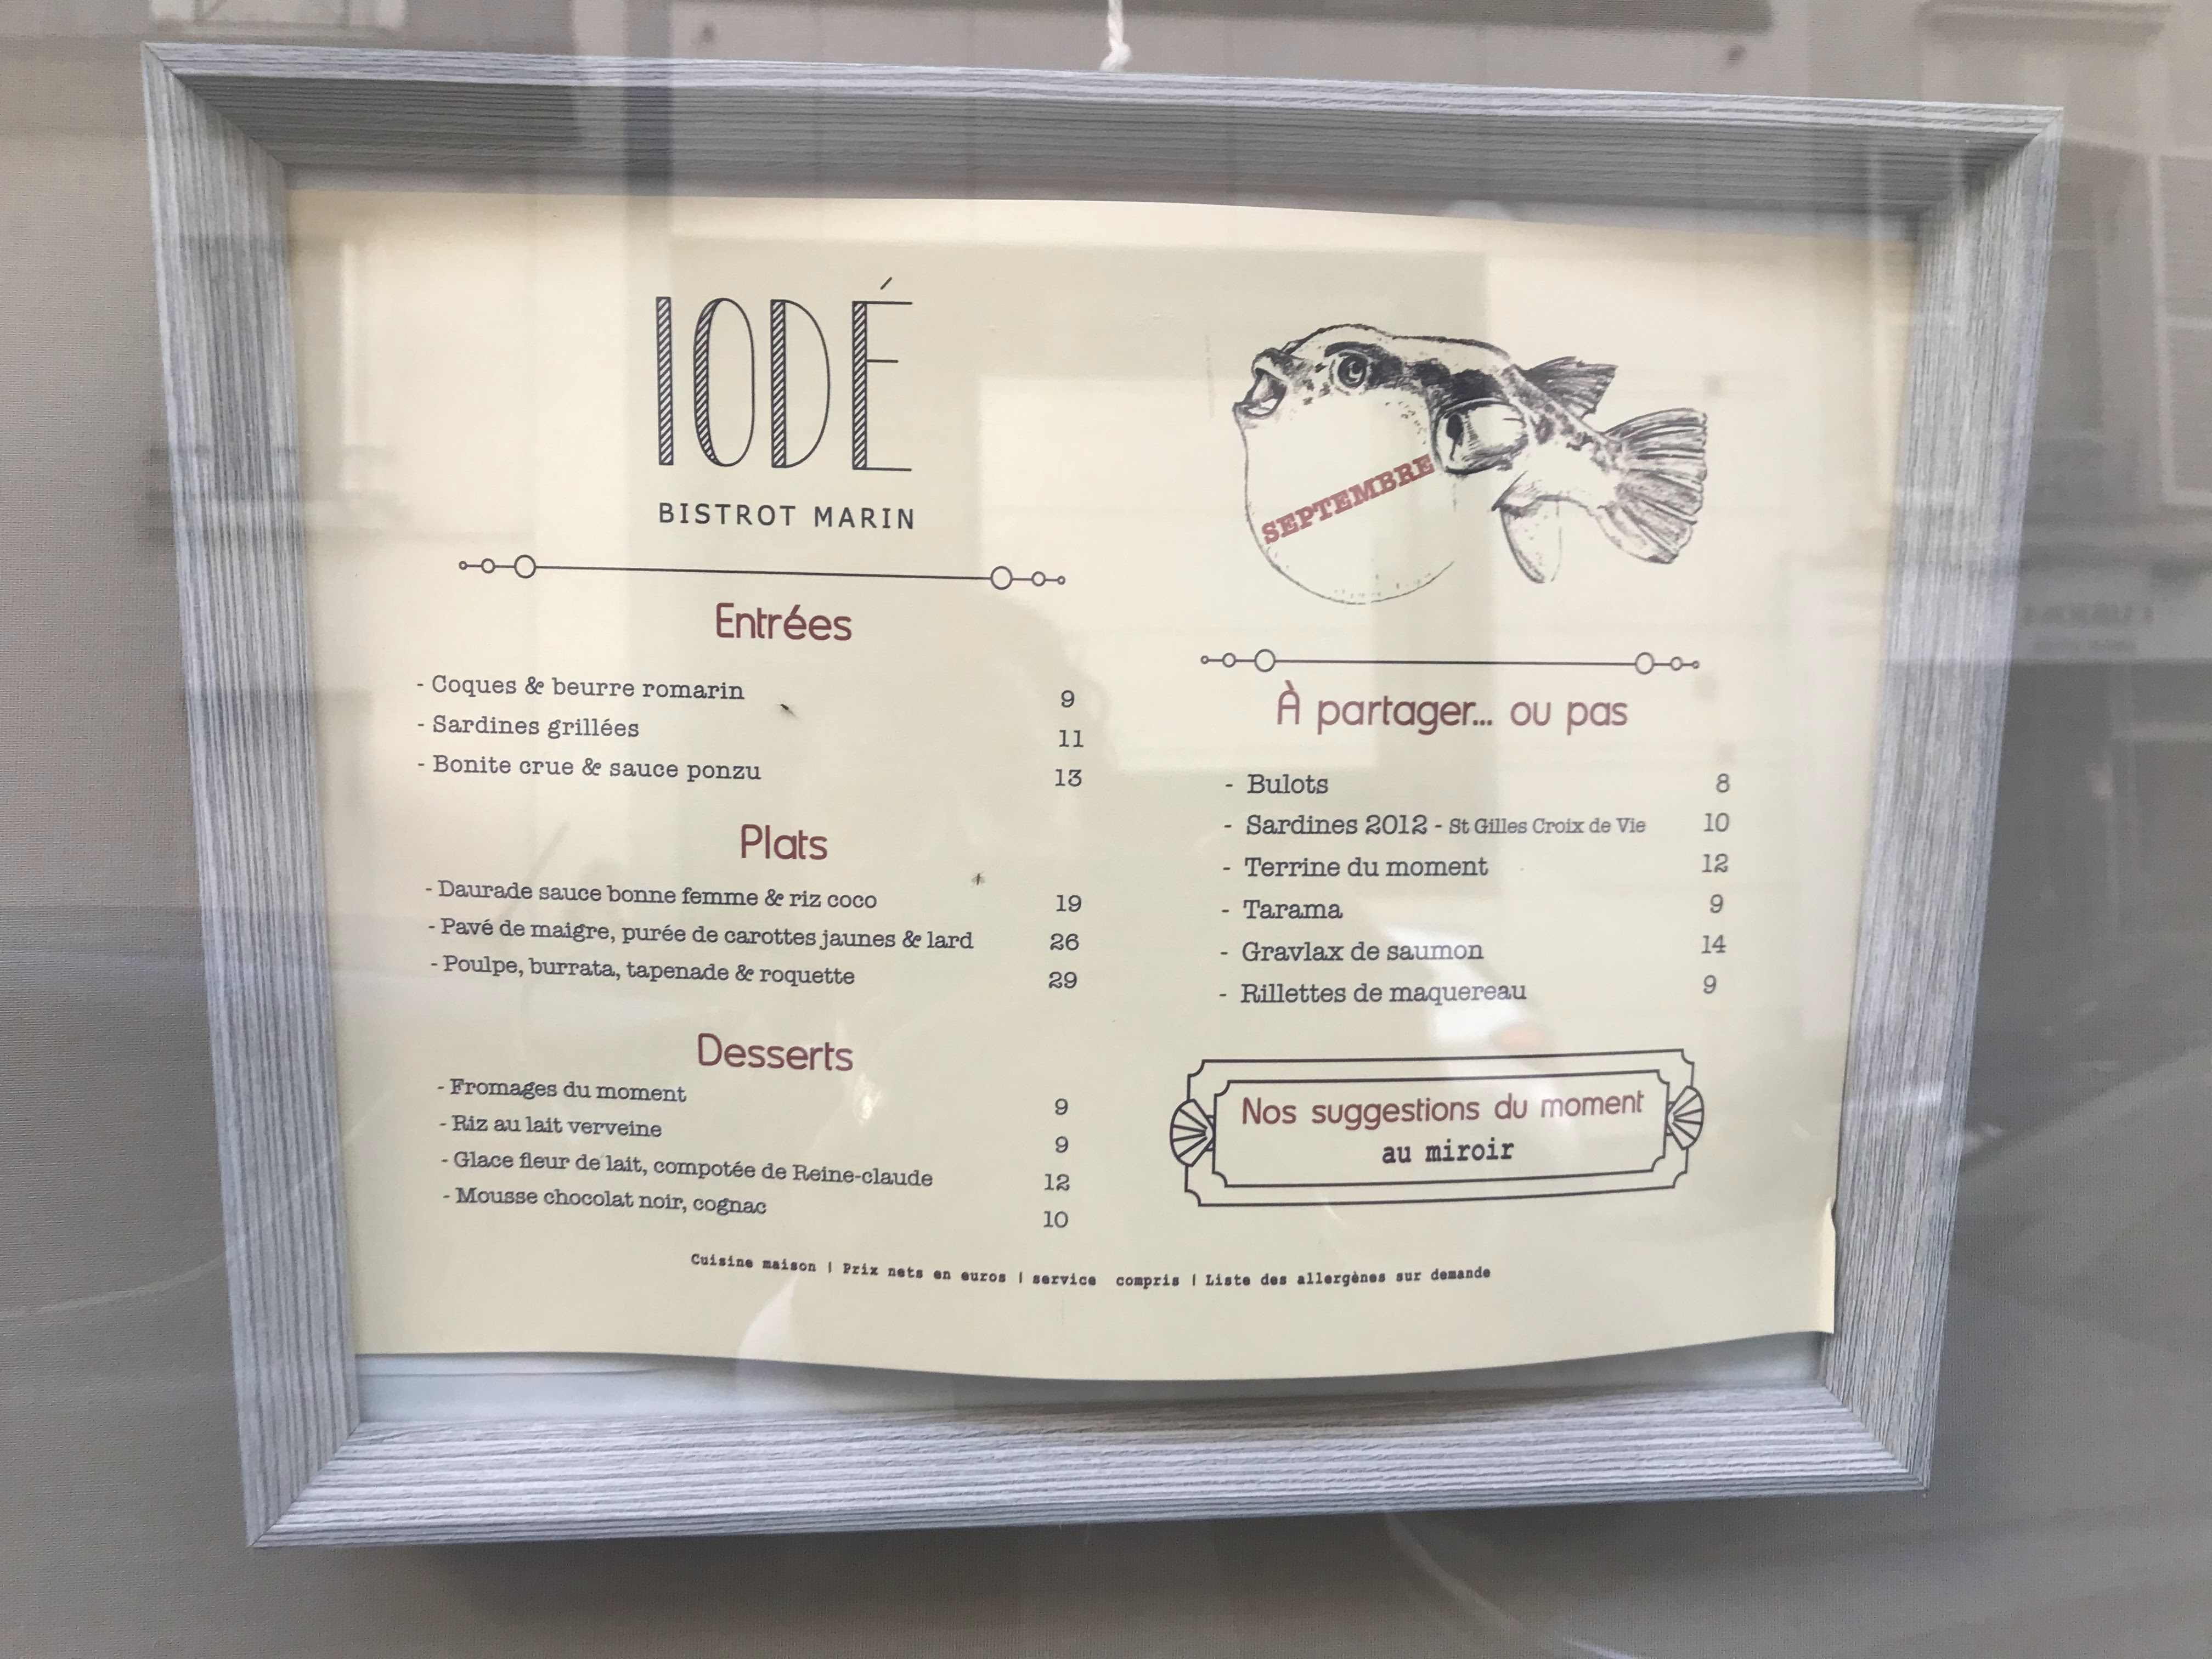 IODÉ
BISTROT MARIN
Entrées
- Coques & beurre romarin 9
- Sardines grillées 11
- Bonite crue & sauce ponzu 13
Plats
- Daurade sauce bonne femme & riz coco 19
- Pavé de maigre, purée de carottes jaunes & lard 26
- Poulpe, burrata, tapenade & roquette 29
Desserts
- Fromages du moment 9
- Riz au lait verveine 9
- Glace fleur de lait, compotée de Reine-claude 12
- Mousse chocolat noir, cognac 10
SEPTEMBRE
À partager... ou pas
- Bulots 8
- Sardines 2012 - St Gilles Croix de Vie 10
- Terrine du moment 12
- Tarama 9
- Gravlax de saumon 14
- Rillettes de maquereau 9
Nos suggestions du moment
au miroir
Cuisine maison | Prix nets en euros | service compris | Liste des allergènes sur demande